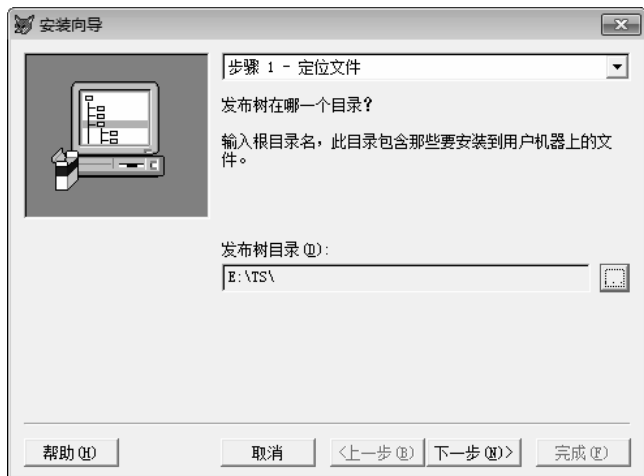 安装向导
步骤 1 - 定位文件
发布树在哪一个目录?
输入根目录名,此目录包含那些要安装到用户机器上的文
件。
发布树目录(D):
E:\TS\
...
帮助(H) 取消 <上一步(B) 下一步(N)> 完成(F)